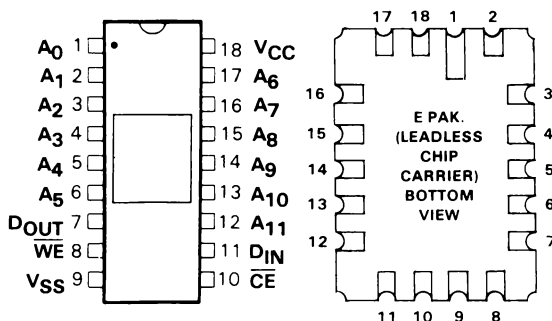 A0 1 18 VCC
A1 2 17 A6
A2 3 16 A7
A3 4 15 A8
A4 5 14 A9
A5 6 13 A10
DOUT 7 12 A11
WE 8 11 DIN
VSS 9 10 CE
17 18 1 2
16 3
15 4
14 5
13 6
12 7
E PAK.
(LEADLESS
CHIP
CARRIER)
BOTTOM
VIEW
11 10 9 8